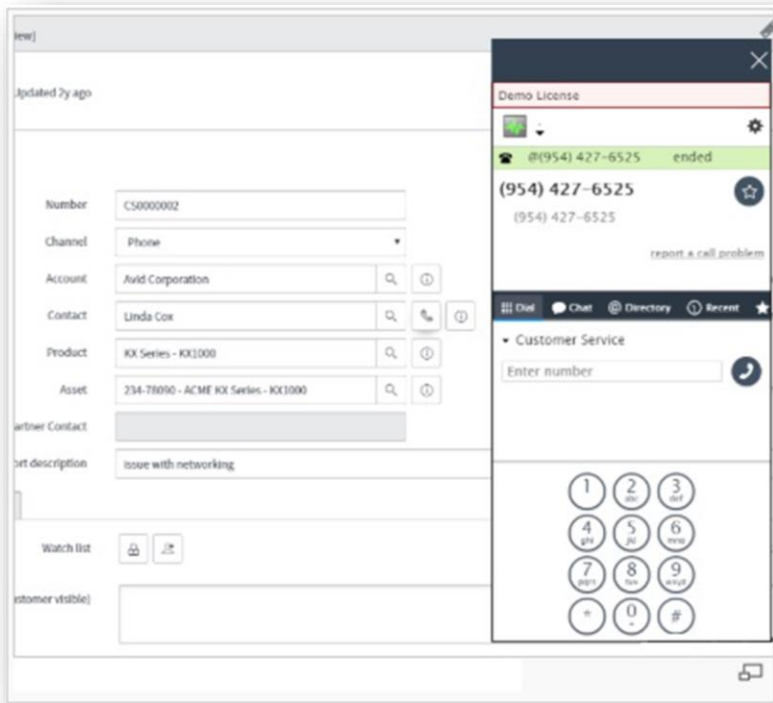 iew]
Updated 2y ago
Number CS0000002
Channel Phone
Account Avid Corporation
Contact Linda Cox
Product KX Series - KX1000
Asset 234-78090 - ACME KX Series - KX1000
artner Contact
ort description Issue with networking
Watch list
stomer visible)
Demo License
@(954) 427-6525 ended
(954) 427-6525
(954) 427-6525
report a call problem
Dial Chat Directory Recent
Customer Service
Enter number
1 2 3
abc def
4 5 6
ghi jkl mno
7 8 9
pqrs tuv wxyz
* 0 #
+